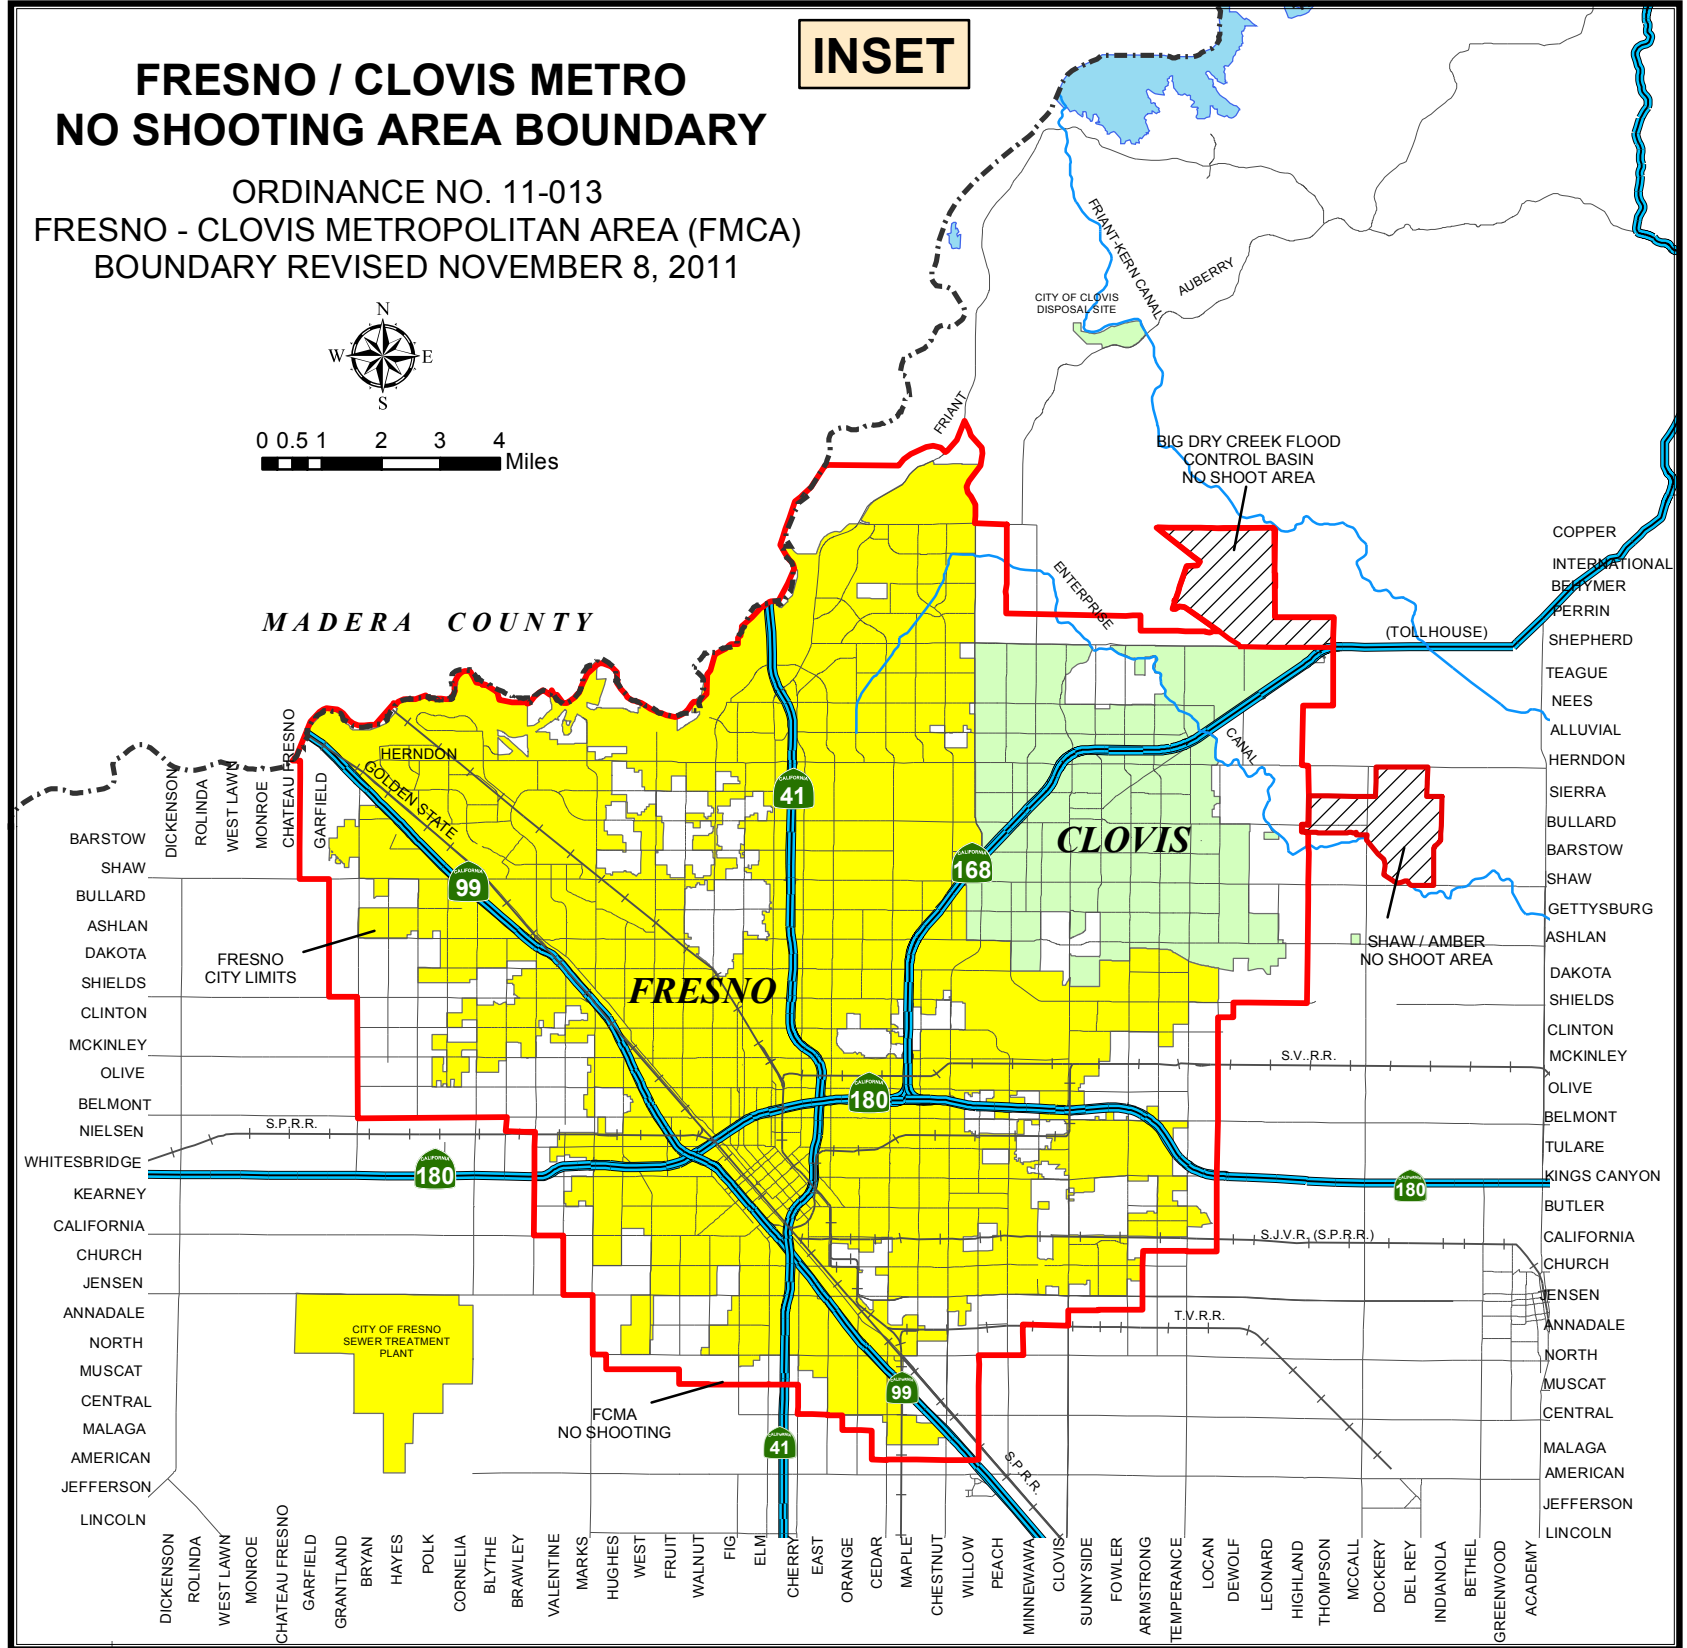 INSET
FRESNO / CLOVIS METRO
NO SHOOTING AREA BOUNDARY
ORDINANCE NO. 11-013
FRESNO - CLOVIS METROPOLITAN AREA (FMCA)
BOUNDARY REVISED NOVEMBER 8, 2011
N
W
E
S
0 0.5 1 2 3 4
Miles
MADERA COUNTY
FRIANT-KERN CANAL
AUBERRY
CITY OF CLOVIS
DISPOSAL SITE
FRIANT
BIG DRY CREEK FLOOD
CONTROL BASIN
NO SHOOT AREA
ENTERPRISE
CANAL
(TOLLHOUSE)
COPPER
INTERNATIONAL
BEHYMER
PERRIN
SHEPHERD
TEAGUE
NEES
ALLUVIAL
HERNDON
SIERRA
BULLARD
BARSTOW
SHAW
GETTYSBURG
ASHLAN
DAKOTA
SHIELDS
CLINTON
MCKINLEY
OLIVE
BELMONT
TULARE
KINGS CANYON
BUTLER
CALIFORNIA
CHURCH
JENSEN
ANNADALE
NORTH
MUSCAT
CENTRAL
MALAGA
AMERICAN
JEFFERSON
LINCOLN
DICKENSON
ROLINDA
WEST LAWN
MONROE
CHATEAU FRESNO
GARFIELD
HERNDON
GOLDEN STATE
CALIFORNIA
41
CALIFORNIA
99
CALIFORNIA
168
CLOVIS
FRESNO
FRESNO
CITY LIMITS
SHAW / AMBER
NO SHOOT AREA
BARSTOW
SHAW
BULLARD
ASHLAN
DAKOTA
SHIELDS
CLINTON
MCKINLEY
OLIVE
BELMONT
NIELSEN
WHITESBRIDGE
KEARNEY
CALIFORNIA
CHURCH
JENSEN
ANNADALE
NORTH
MUSCAT
CENTRAL
MALAGA
AMERICAN
JEFFERSON
LINCOLN
S.V..R.R.
CALIFORNIA
180
S.P.R.R.
CALIFORNIA
180
CALIFORNIA
180
S.J.V.R. (S.P.R.R.)
T.V.R.R.
CITY OF FRESNO
SEWER TREATMENT
PLANT
CALIFORNIA
99
FCMA
NO SHOOTING
CALIFORNIA
41
S.P.R.R.
DICKENSON
ROLINDA
WEST LAWN
MONROE
CHATEAU FRESNO
GARFIELD
GRANTLAND
BRYAN
HAYES
POLK
CORNELIA
BLYTHE
BRAWLEY
VALENTINE
MARKS
HUGHES
WEST
FRUIT
WALNUT
FIG
ELM
CHERRY
EAST
ORANGE
CEDAR
MAPLE
CHESTNUT
WILLOW
PEACH
MINNEWAWA
CLOVIS
SUNNYSIDE
FOWLER
ARMSTRONG
TEMPERANCE
LOCAN
DEWOLF
LEONARD
HIGHLAND
THOMPSON
MCCALL
DOCKERY
DEL REY
INDIANOLA
BETHEL
GREENWOOD
ACADEMY